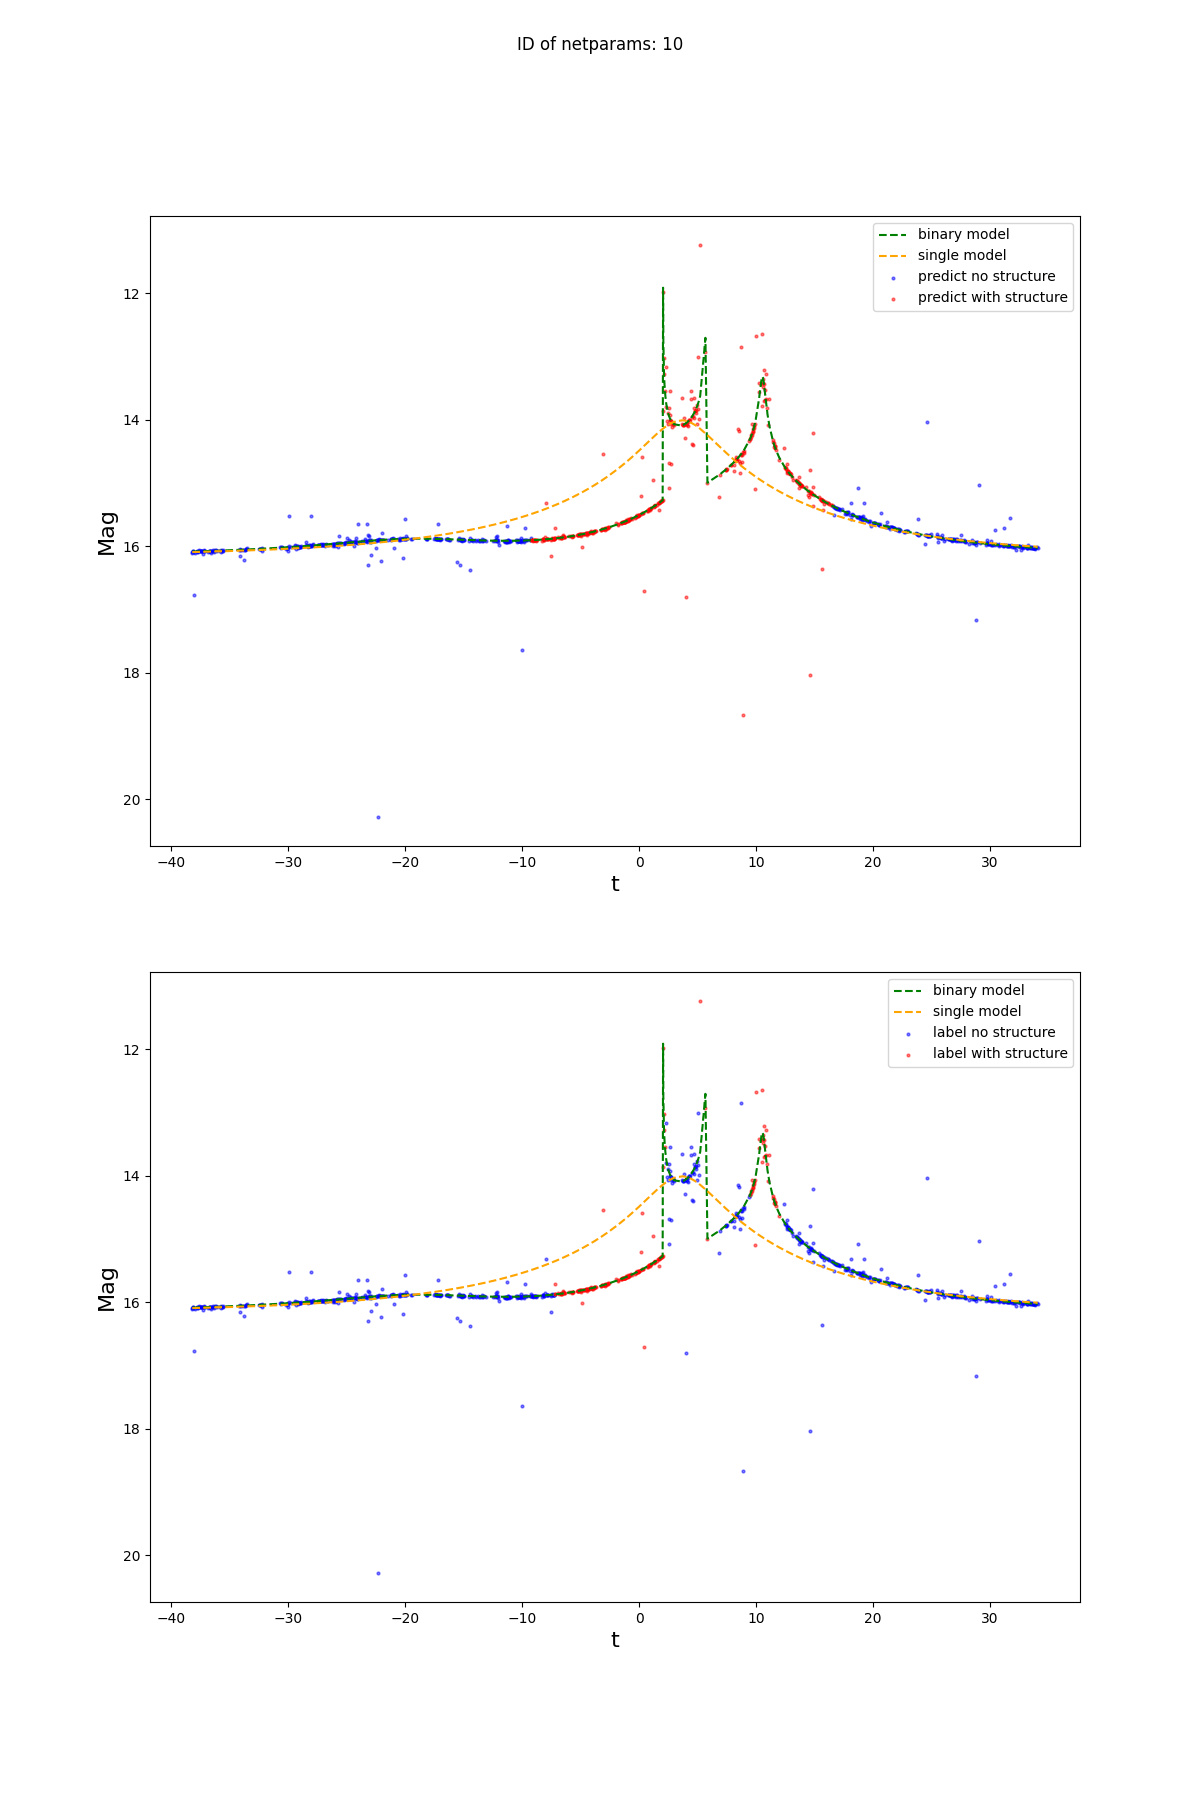 ID of netparams: 10
binary model
single model
predict no structure
predict with structure
Mag
12
14
16
18
20
−40 −30 −20 −10 0 10 20 30
t
binary model
single model
label no structure
label with structure
Mag
12
14
16
18
20
−40 −30 −20 −10 0 10 20 30
t